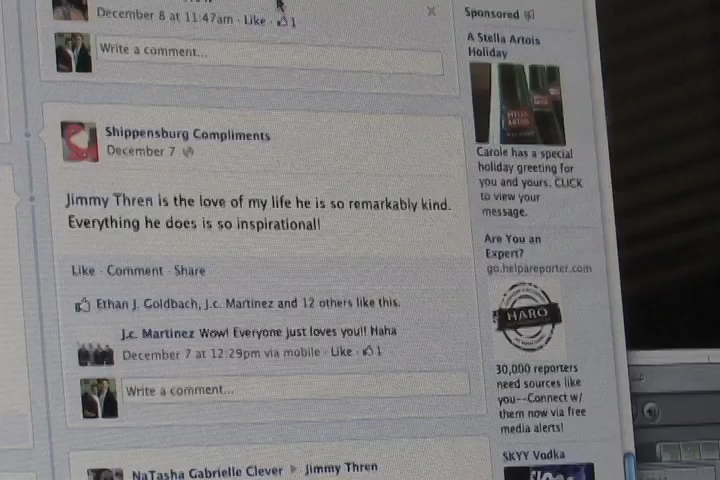 December 8 at 11:47am · Like · 1
Write a comment...
Shippensburg Compliments
December 7
Jimmy Thren is the love of my life he is so remarkably kind.
Everything he does is so inspirational!
Like · Comment · Share
Ethan J. Goldbach, J.c. Martinez and 12 others like this.
J.c. Martinez Wow! Everyone just loves you!! Haha
December 7 at 12:29pm via mobile · Like · 1
Write a comment...
NaTasha Gabrielle Clever ▸ Jimmy Thren
Sponsored
A Stella Artois
Holiday
STELLA
ARTOIS
Carole has a special
holiday greeting for
you and yours. CLICK
to view your
message.
Are You an
Expert?
go.helpareporter.com
HARO
30,000 reporters
need sources like
you--Connect w/
them now via free
media alerts!
SKYY Vodka